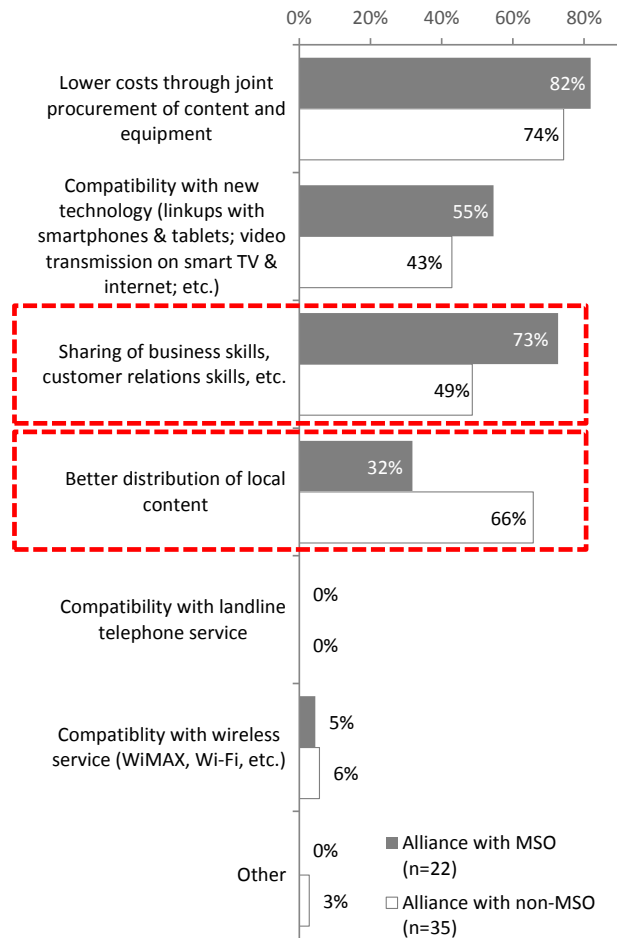 0% 20% 40% 60% 80%
Lower costs through joint
procurement of content and
equipment
82%
74%
Compatibility with new
technology (linkups with
smartphones & tablets; video
transmission on smart TV &
internet; etc.)
55%
43%
Sharing of business skills,
customer relations skills, etc.
73%
49%
Better distribution of local
content
32%
66%
Compatibility with landline
telephone service
0%
0%
Compatiblity with wireless
service (WiMAX, Wi-Fi, etc.)
5%
6%
Other
0%
3%
Alliance with MSO
(n=22)
Alliance with non-MSO
(n=35)